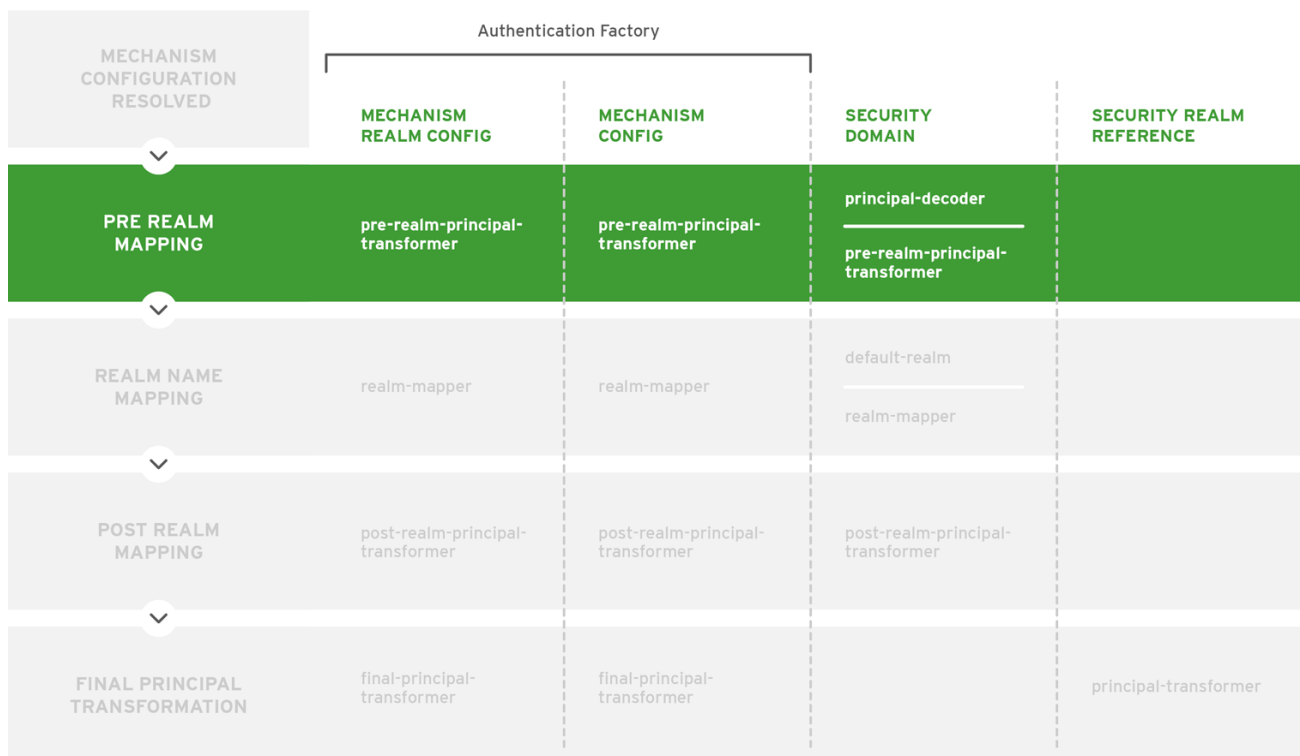 Authentication Factory
MECHANISM
CONFIGURATION
RESOLVED
MECHANISM
REALM CONFIG
MECHANISM
CONFIG
SECURITY
DOMAIN
SECURITY REALM
REFERENCE
PRE REALM
MAPPING
pre-realm-principal-
transformer
pre-realm-principal-
transformer
principal-decoder
pre-realm-principal-
transformer
REALM NAME
MAPPING
realm-mapper
realm-mapper
default-realm
realm-mapper
POST REALM
MAPPING
post-realm-principal-
transformer
post-realm-principal-
transformer
post-realm-principal-
transformer
FINAL PRINCIPAL
TRANSFORMATION
final-principal-
transformer
final-principal-
transformer
principal-transformer